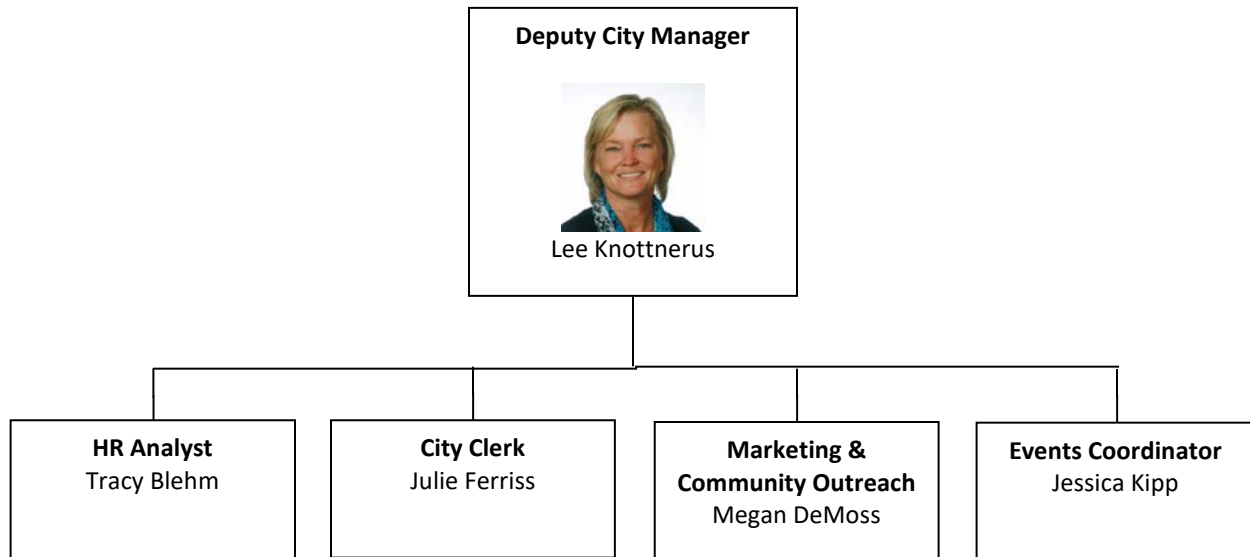 Deputy City Manager
Lee Knottnerus
HR Analyst
Tracy Blehm
City Clerk
Julie Ferriss
Marketing &
Community Outreach
Megan DeMoss
Events Coordinator
Jessica Kipp